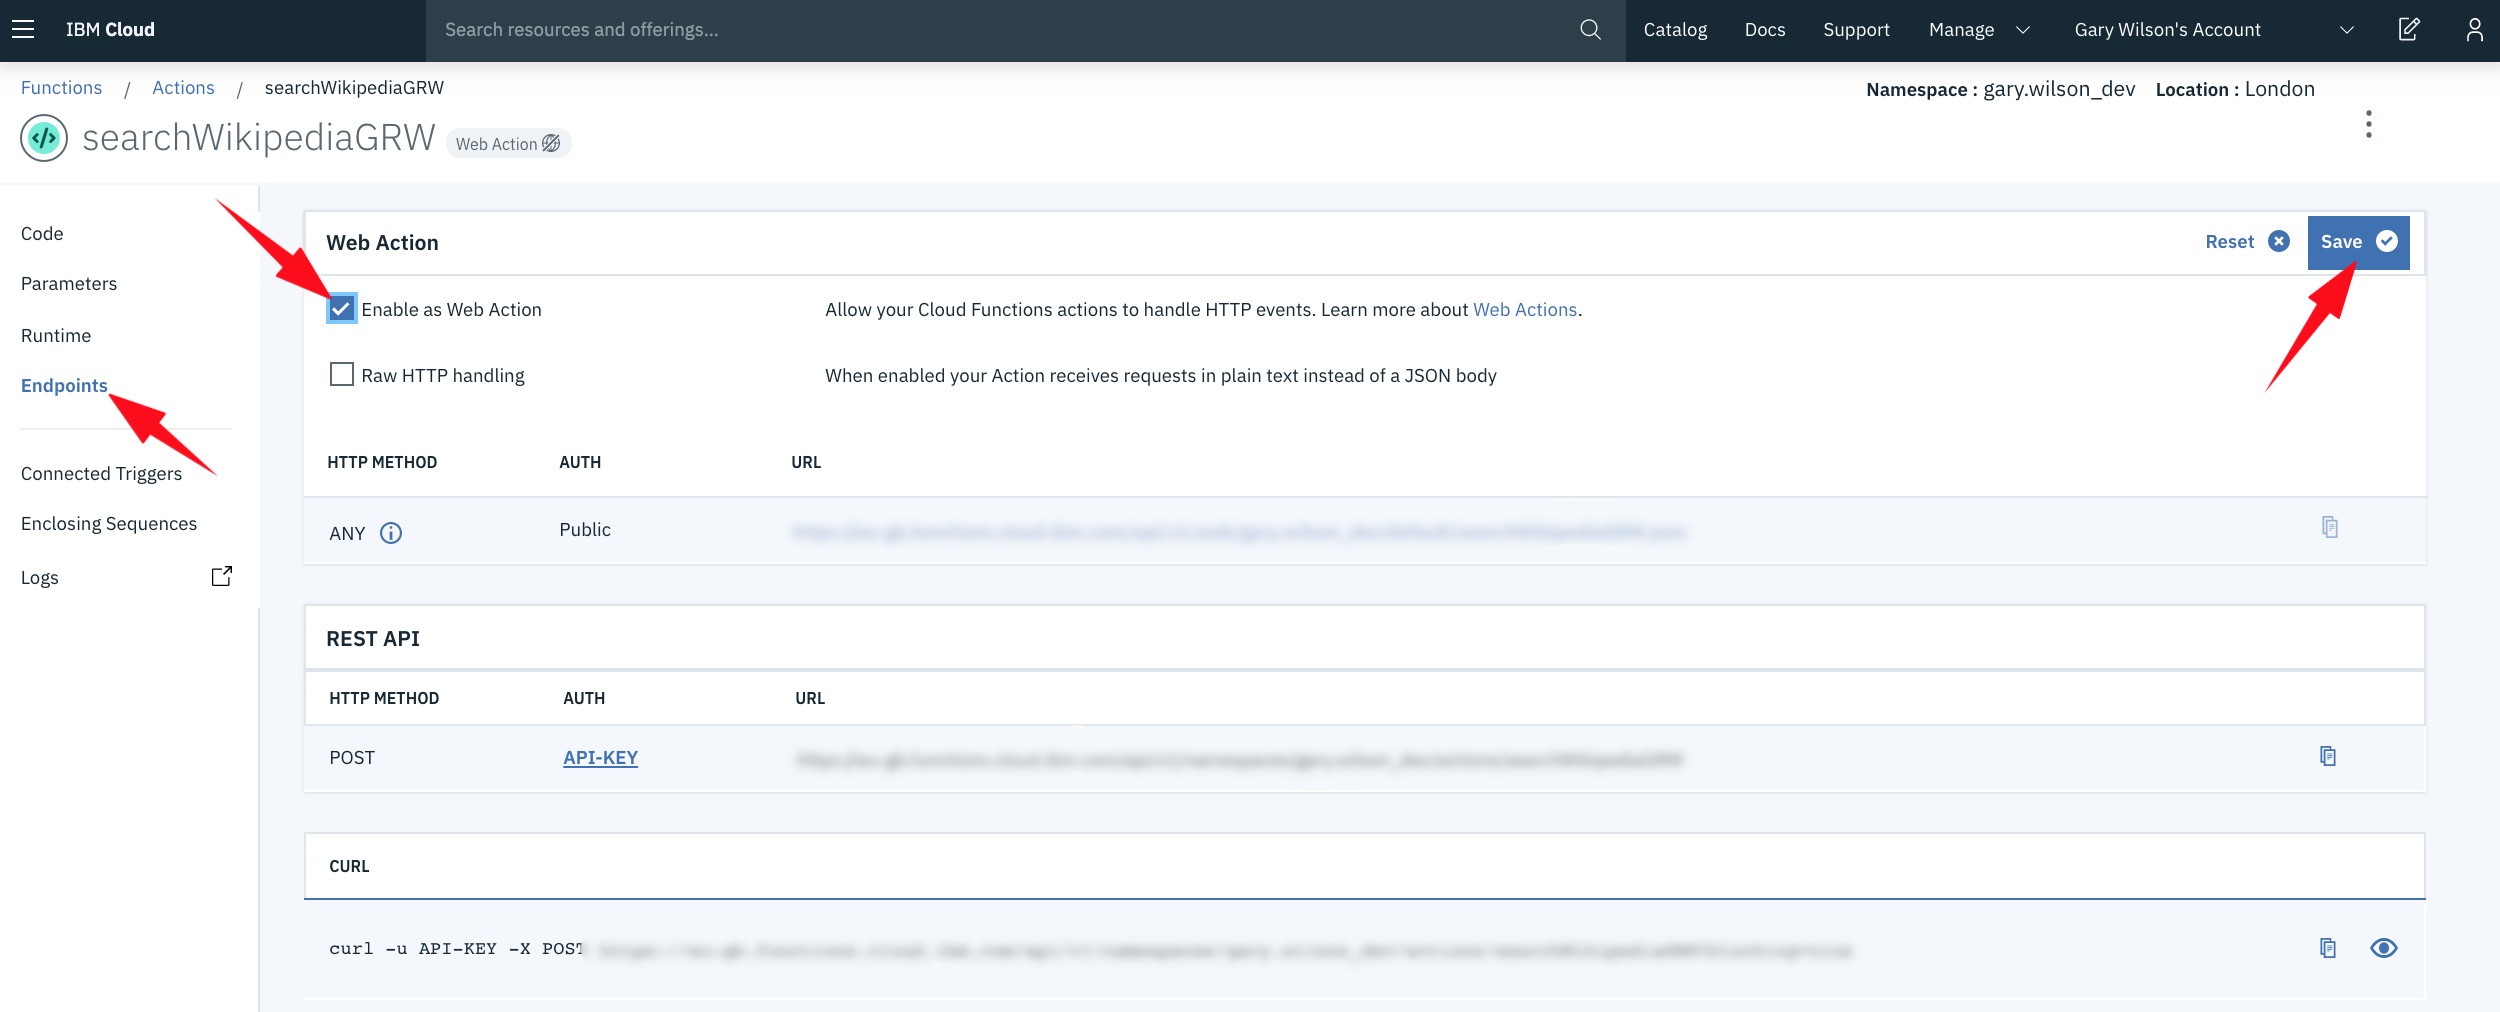 IBM Cloud
Search resources and offerings...
Catalog
Docs
Support
Manage
Gary Wilson's Account
Functions / Actions / searchWikipediaGRW
Namespace : gary.wilson_dev Location : London
searchWikipediaGRW
Web Action
Code
Parameters
Runtime
Endpoints
Connected Triggers
Enclosing Sequences
Logs
Web Action
Reset
Save
Enable as Web Action
Allow your Cloud Functions actions to handle HTTP events. Learn more about Web Actions.
Raw HTTP handling
When enabled your Action receives requests in plain text instead of a JSON body
HTTP METHOD
AUTH
URL
ANY
Public
REST API
HTTP METHOD
AUTH
URL
POST
API-KEY
CURL
curl -u API-KEY -X POST